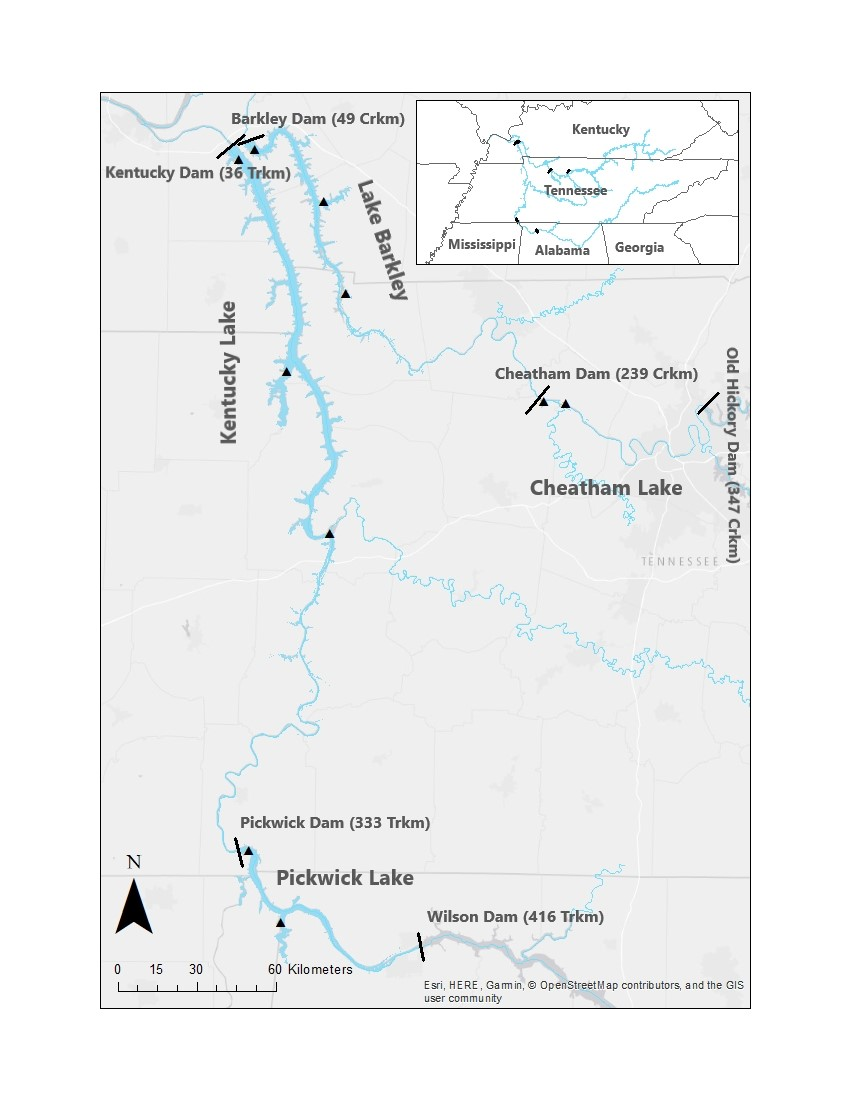 Barkley Dam (49 Crkm)
Kentucky Dam (36 Trkm)
Kentucky
Tennessee
Mississippi
Alabama
Georgia
Lake Barkley
Kentucky Lake
Cheatham Dam (239 Crkm)
Old Hickory Dam (347 Crkm)
Cheatham Lake
TENNESSEE
Pickwick Dam (333 Trkm)
Pickwick Lake
N
Wilson Dam (416 Trkm)
0 15 30 60 Kilometers
Esri, HERE, Garmin, © OpenStreetMap contributors, and the GIS
user community